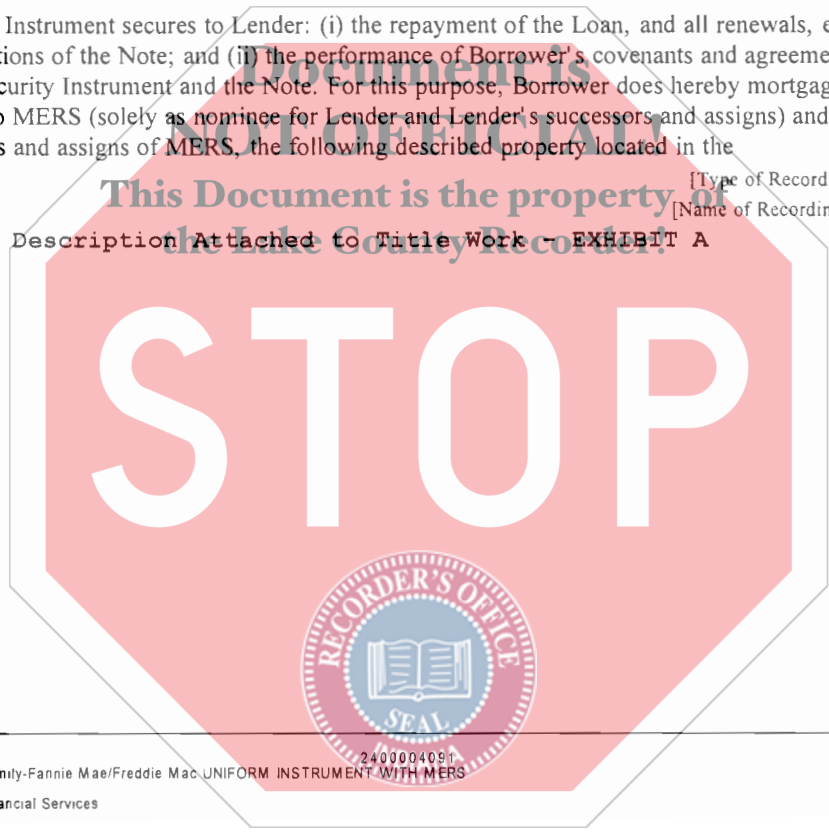 Instrument secures to Lender: (i) the repayment of the Loan, and all renewals, e
tions of the Note; and (ii) the performance of Borrower's covenants and agreeme
curity Instrument and the Note. For this purpose, Borrower does hereby mortgag
MERS (solely as nominee for Lender and Lender's successors and assigns) and
s and assigns of MERS, the following described property located in the
[Type of Record
[Name of Recordin
Description Attached to Title Work - EXHIBIT A
Document is
NOT OFFICIAL!
This Document is the property of
the Lake County Recorder!
STOP
RECORDER'S OFFICE
SEAL
INDIANA
2400004091
mily-Fannie Mae/Freddie Mac UNIFORM INSTRUMENT WITH MERS
ancial Services